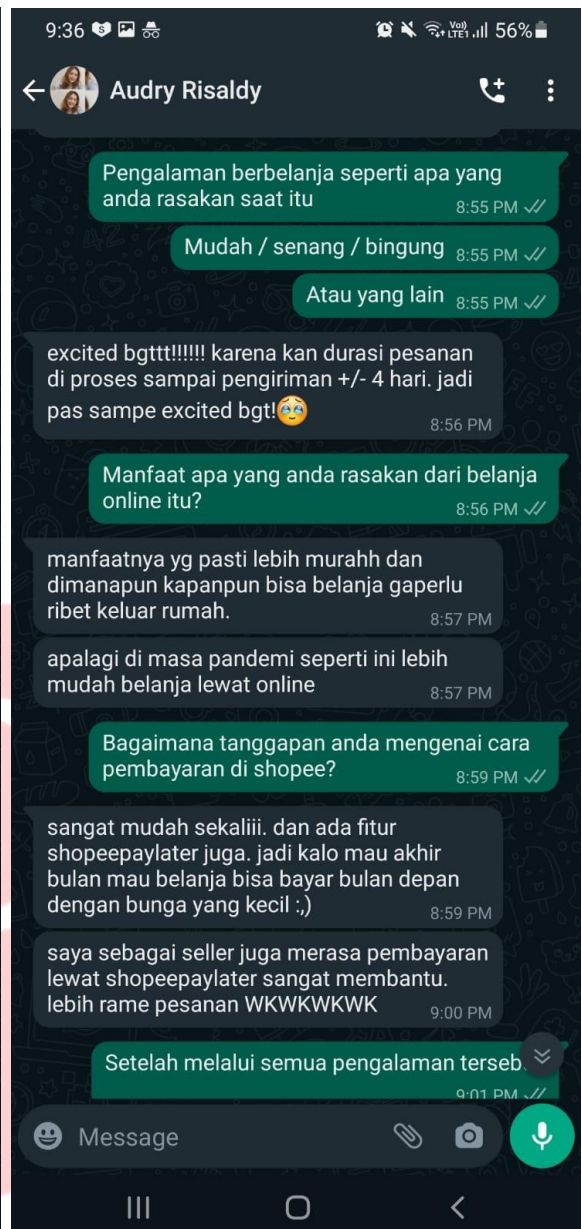 9:36
56%
Audry Risaldy
Pengalaman berbelanja seperti apa yang
anda rasakan saat itu
8:55 PM
Mudah / senang / bingung 8:55 PM
Atau yang lain 8:55 PM
excited bgttt!!!!!! karena kan durasi pesanan
di proses sampai pengiriman +/- 4 hari. jadi
pas sampe excited bgt!🥹
8:56 PM
Manfaat apa yang anda rasakan dari belanja
online itu?
8:56 PM
manfaatnya yg pasti lebih murahh dan
dimanapun kapanpun bisa belanja gaperlu
ribet keluar rumah.
8:57 PM
apalagi di masa pandemi seperti ini lebih
mudah belanja lewat online
8:57 PM
Bagaimana tanggapan anda mengenai cara
pembayaran di shopee?
8:59 PM
sangat mudah sekaliii. dan ada fitur
shopeepaylater juga. jadi kalo mau akhir
bulan mau belanja bisa bayar bulan depan
dengan bunga yang kecil :,)
8:59 PM
saya sebagai seller juga merasa pembayaran
lewat shopeepaylater sangat membantu.
lebih rame pesanan WKWKWKWK
9:00 PM
Setelah melalui semua pengalaman terseb
9:01 PM
Message